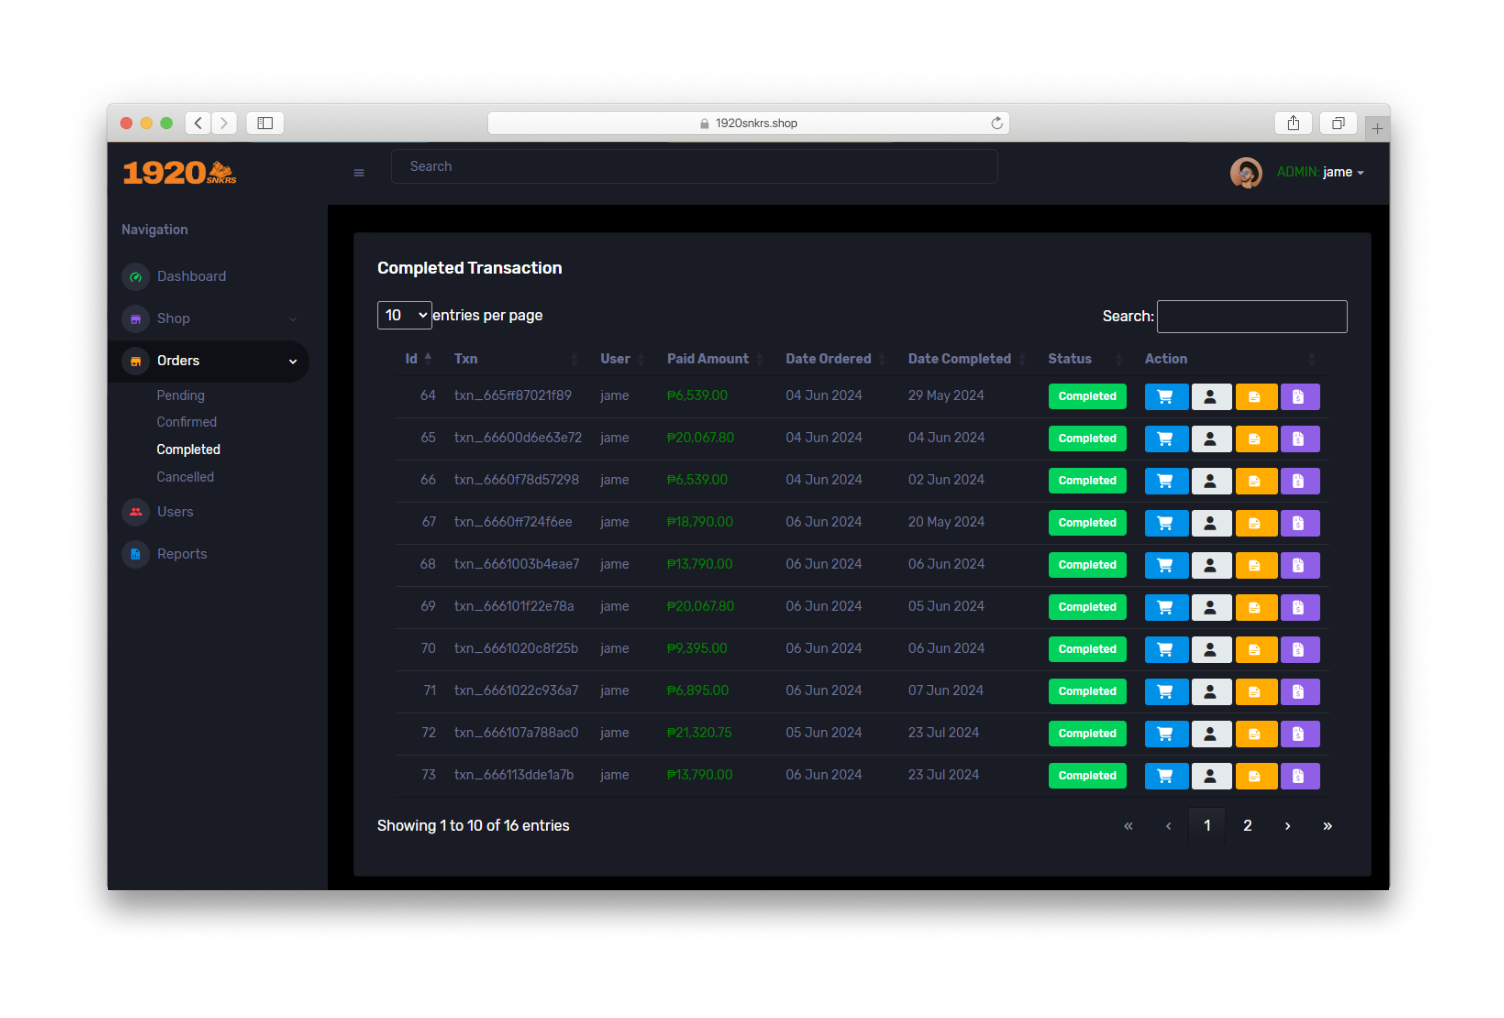 1920snkrs.shop
1920 SNKRS
Search
ADMIN: jame
Navigation
Dashboard
Shop
Orders
Pending
Confirmed
Completed
Cancelled
Users
Reports
Completed Transaction
10 entries per page
Search:
Id Txn User Paid Amount Date Ordered Date Completed Status Action
64 txn_665ff87021f89 jame ₱6,539.00 04 Jun 2024 29 May 2024 Completed
65 txn_66600d6e63e72 jame ₱20,067.80 04 Jun 2024 04 Jun 2024 Completed
66 txn_6660f78d57298 jame ₱6,539.00 04 Jun 2024 02 Jun 2024 Completed
67 txn_6660ff724f6ee jame ₱18,790.00 06 Jun 2024 20 May 2024 Completed
68 txn_6661003b4eae7 jame ₱13,790.00 06 Jun 2024 06 Jun 2024 Completed
69 txn_666101f22e78a jame ₱20,067.80 06 Jun 2024 05 Jun 2024 Completed
70 txn_6661020c8f25b jame ₱9,395.00 06 Jun 2024 06 Jun 2024 Completed
71 txn_6661022c936a7 jame ₱6,895.00 06 Jun 2024 07 Jun 2024 Completed
72 txn_666107a788ac0 jame ₱21,320.75 05 Jun 2024 23 Jul 2024 Completed
73 txn_666113dde1a7b jame ₱13,790.00 06 Jun 2024 23 Jul 2024 Completed
Showing 1 to 10 of 16 entries
« ‹ 1 2 › »